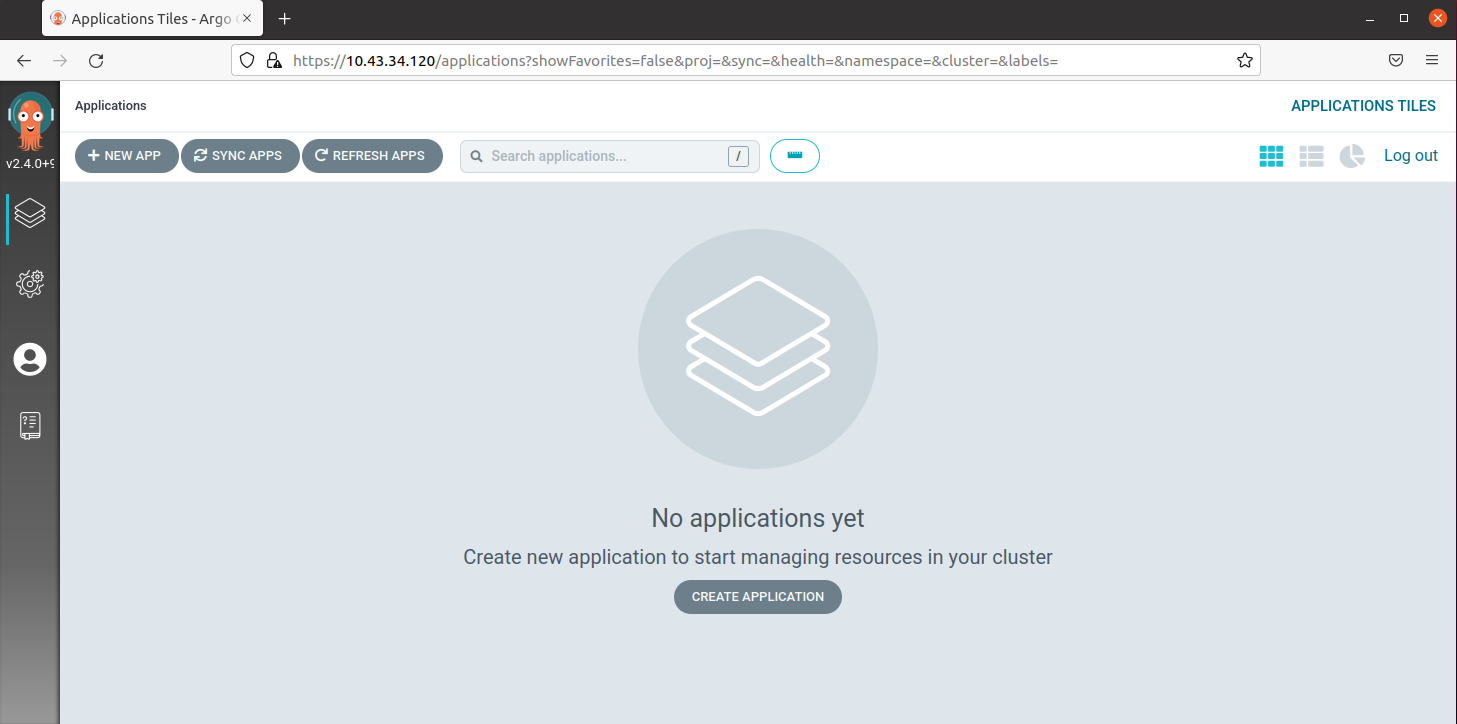 Applications Tiles - Argo
https://10.43.34.120/applications?showFavorites=false&proj=&sync=&health=&namespace=&cluster=&labels=
Applications
APPLICATIONS TILES
v2.4.0+9
NEW APP
SYNC APPS
REFRESH APPS
Search applications...
/
Log out
No applications yet
Create new application to start managing resources in your cluster
CREATE APPLICATION